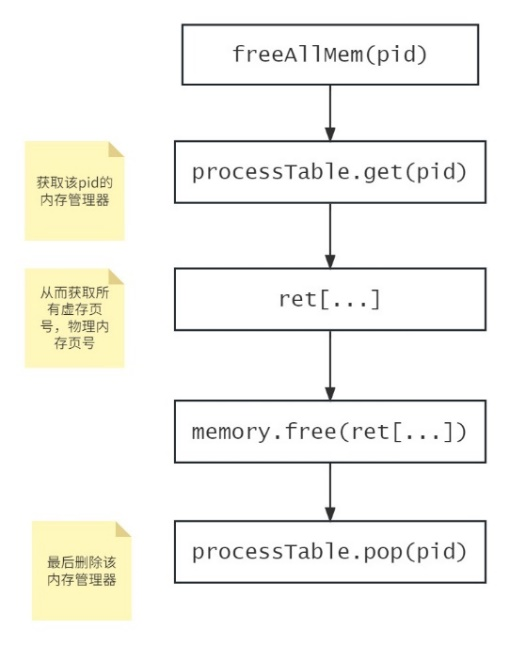 freeAllMem(pid)
获取该pid的
内存管理器
processTable.get(pid)
从而获取所
有虚存页
号，物理内
存页号
ret[...]
memory.free(ret[...])
最后删除该
内存管理器
processTable.pop(pid)